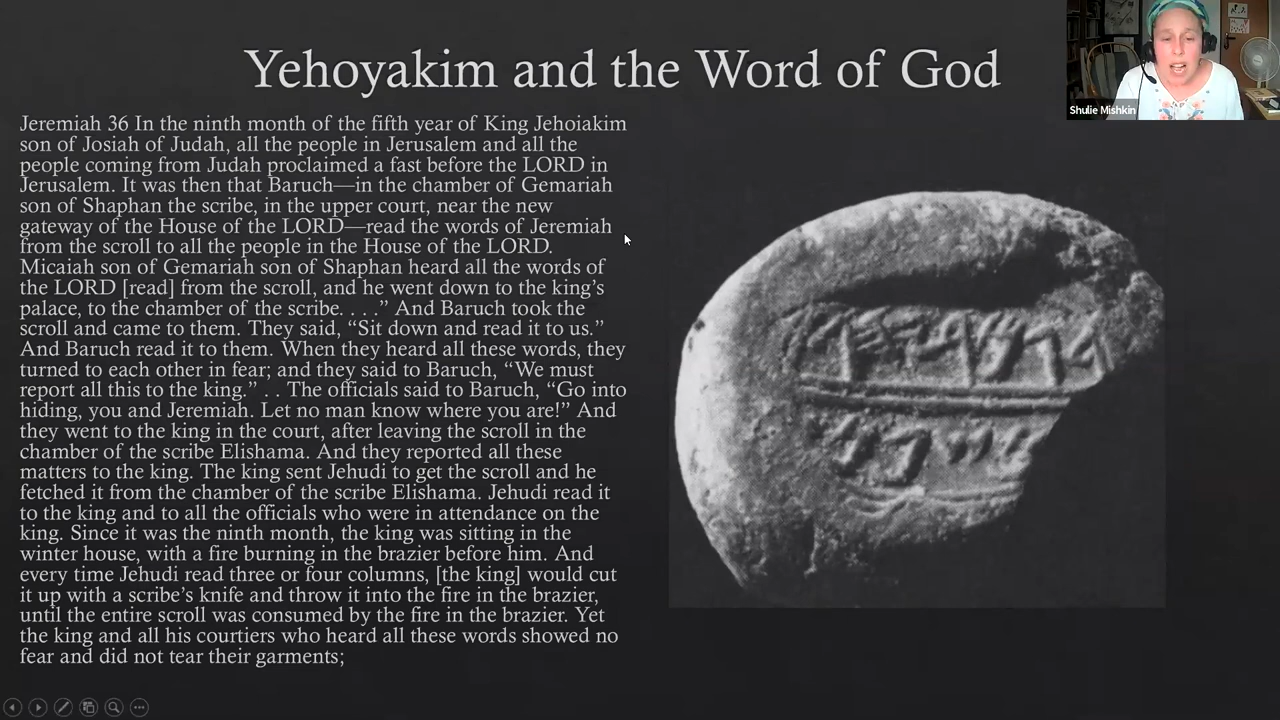 Yehoyakim and the Word of God
Shulie Mishkin
Jeremiah 36 In the ninth month of the fifth year of King Jehoiakim
son of Josiah of Judah, all the people in Jerusalem and all the
people coming from Judah proclaimed a fast before the LORD in
Jerusalem. It was then that Baruch—in the chamber of Gemariah
son of Shaphan the scribe, in the upper court, near the new
gateway of the House of the LORD—read the words of Jeremiah
from the scroll to all the people in the House of the LORD.
Micaiah son of Gemariah son of Shaphan heard all the words of
the LORD [read] from the scroll, and he went down to the king’s
palace, to the chamber of the scribe. . . .” And Baruch took the
scroll and came to them. They said, “Sit down and read it to us.”
And Baruch read it to them. When they heard all these words, they
turned to each other in fear; and they said to Baruch, “We must
report all this to the king.” . . The officials said to Baruch, “Go into
hiding, you and Jeremiah. Let no man know where you are!” And
they went to the king in the court, after leaving the scroll in the
chamber of the scribe Elishama. And they reported all these
matters to the king. The king sent Jehudi to get the scroll and he
fetched it from the chamber of the scribe Elishama. Jehudi read it
to the king and to all the officials who were in attendance on the
king. Since it was the ninth month, the king was sitting in the
winter house, with a fire burning in the brazier before him. And
every time Jehudi read three or four columns, [the king] would cut
it up with a scribe’s knife and throw it into the fire in the brazier,
until the entire scroll was consumed by the fire in the brazier. Yet
the king and all his courtiers who heard all these words showed no
fear and did not tear their garments;